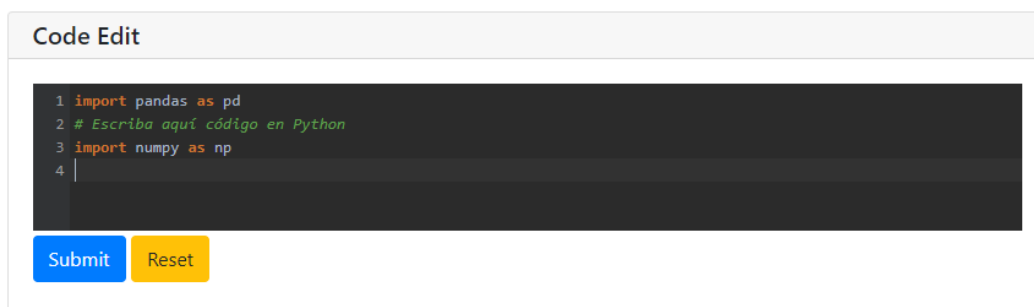 Code Edit
1 import pandas as pd
2 # Escriba aquí código en Python
3 import numpy as np
4
Submit Reset